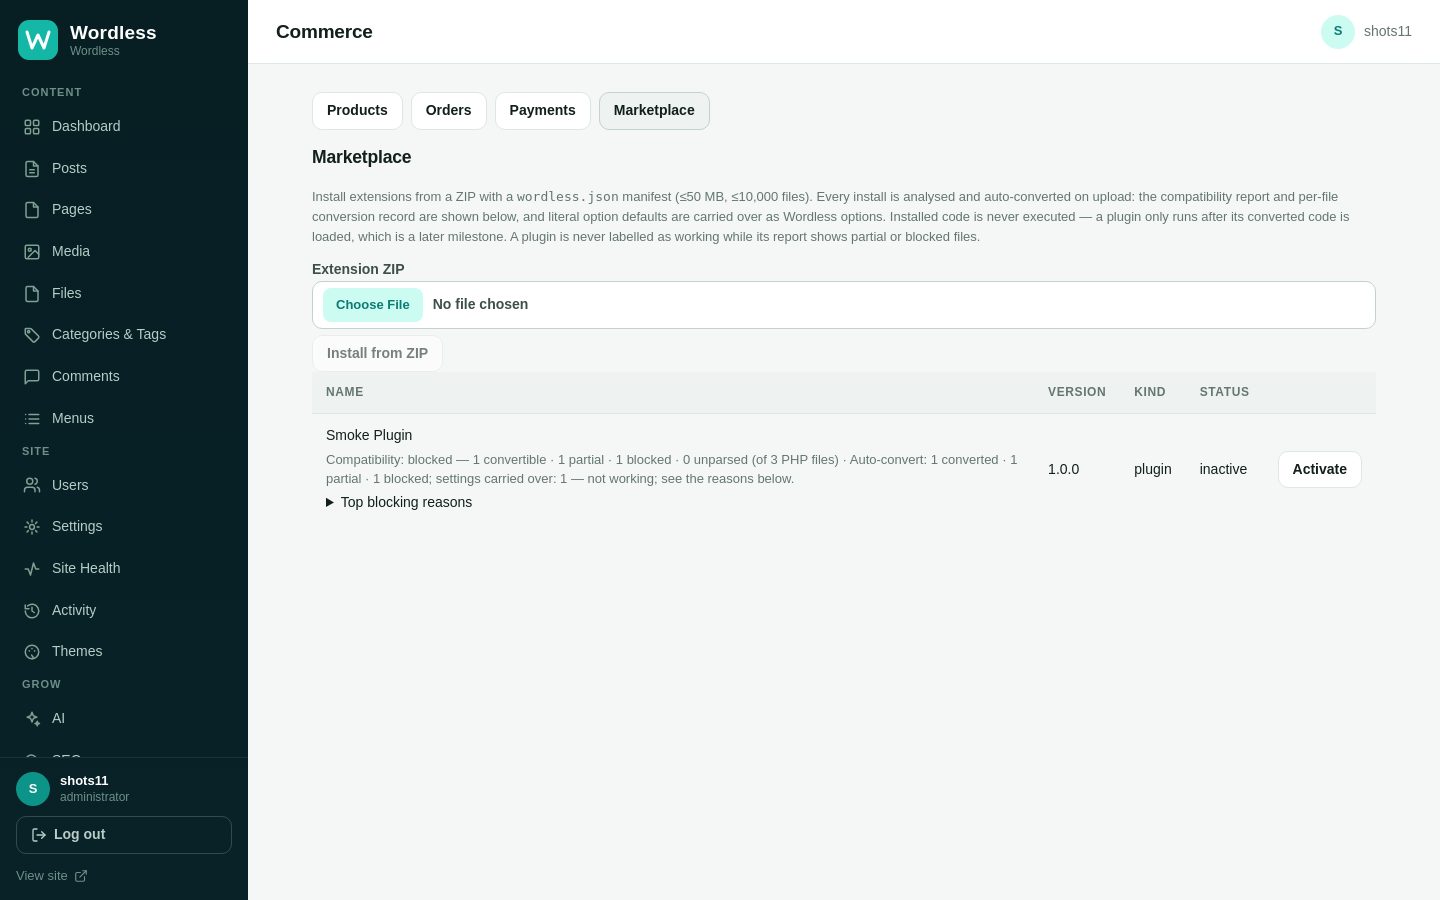 Wordless
Wordless
CONTENT
Dashboard
Posts
Pages
Media
Files
Categories & Tags
Comments
Menus
SITE
Users
Settings
Site Health
Activity
Themes
GROW
AI
S
shots11
administrator
Log out
View site
Commerce
S
shots11
Products
Orders
Payments
Marketplace
Marketplace
Install extensions from a ZIP with a wordless.json manifest (≤50 MB, ≤10,000 files). Every install is analysed and auto-converted on upload: the compatibility report and per-file
conversion record are shown below, and literal option defaults are carried over as Wordless options. Installed code is never executed — a plugin only runs after its converted code is
loaded, which is a later milestone. A plugin is never labelled as working while its report shows partial or blocked files.
Extension ZIP
Choose File No file chosen
Install from ZIP
NAME VERSION KIND STATUS
Smoke Plugin
Compatibility: blocked — 1 convertible · 1 partial · 1 blocked · 0 unparsed (of 3 PHP files) · Auto-convert: 1 converted · 1
partial · 1 blocked; settings carried over: 1 — not working; see the reasons below.
Top blocking reasons
1.0.0
plugin
inactive
Activate